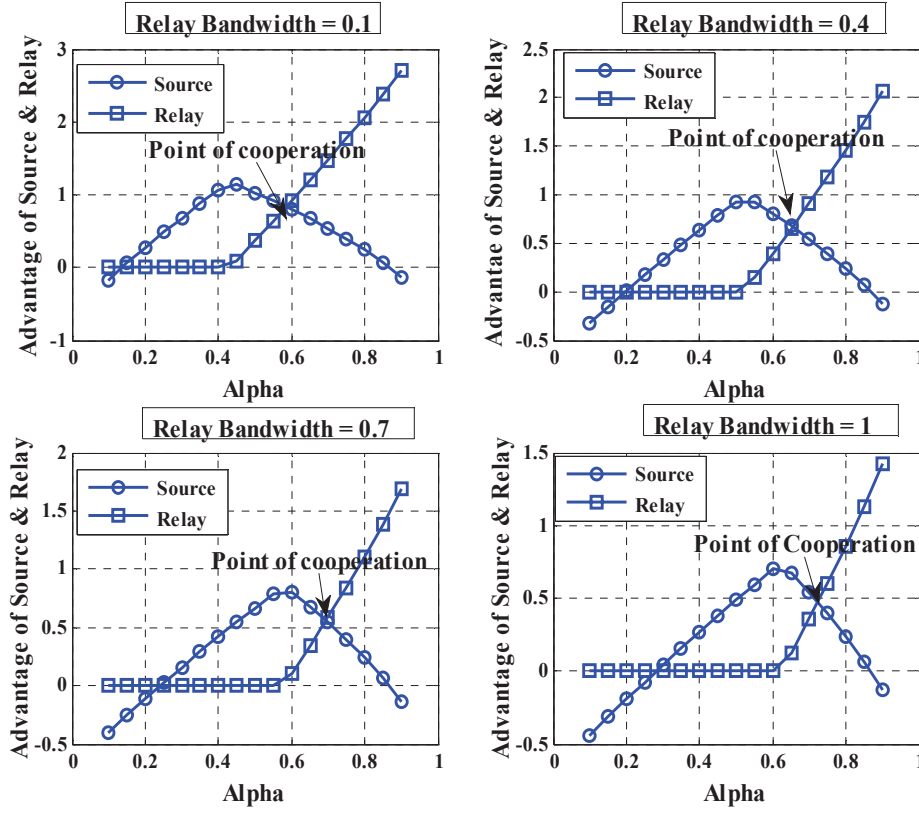 Relay Bandwidth = 0.1
Advantage of Source & Relay
3
2
1
0
-1
Source
Relay
Point of cooperation
0
0.2
0.4
0.6
0.8
1
Alpha
Relay Bandwidth = 0.4
Advantae of Source & Relay
2.5
2
1.5
1
0.5
0
-0.5
Source
Relay
Point of cooperation
0
0.2
0.4
0.6
0.8
1
Alpha
Relay Bandwidth = 0.7
Advantage of Source & Relay
2
1.5
1
0.5
0
-0.5
Source
Relay
Point of cooperation
0
0.2
0.4
0.6
0.8
1
Alpha
Relay Bandwidth = 1
Advantage of Source & Relay
1.5
1
0.5
0
-0.5
Source
Relay
Point of Cooperation
0
0.2
0.4
0.6
0.8
1
Alpha